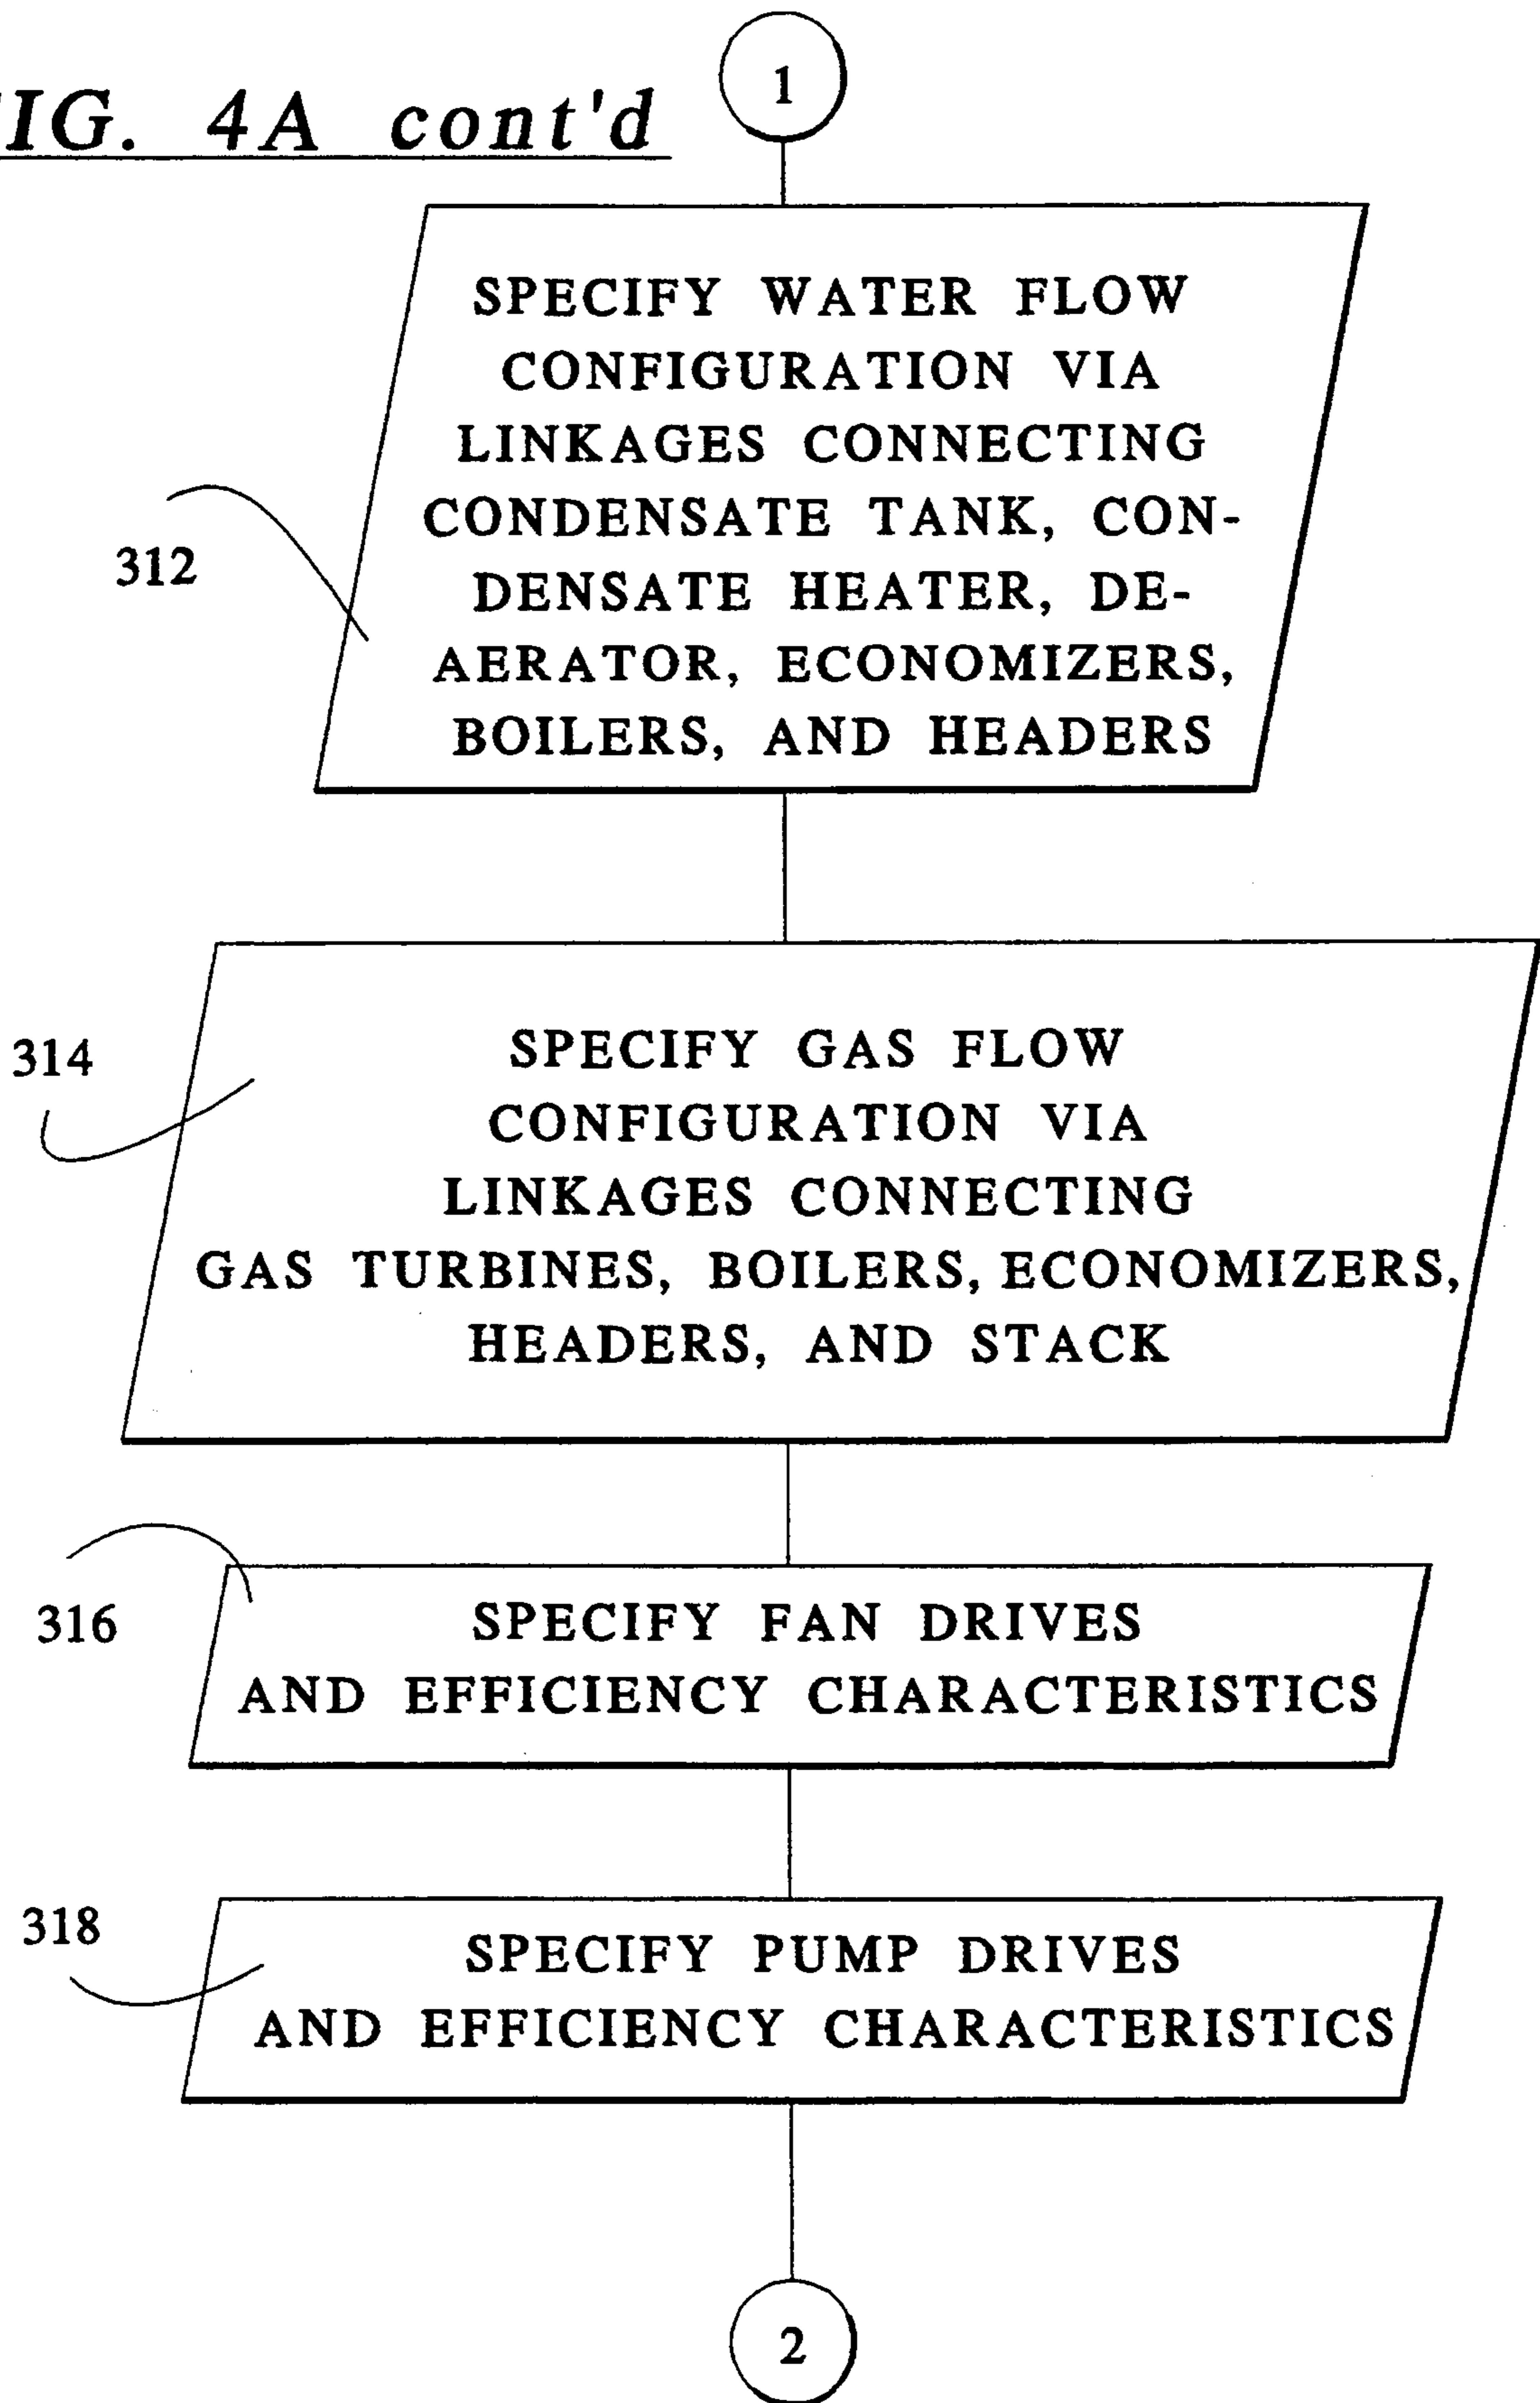 IG. 4A cont'd
1
SPECIFY WATER FLOW
CONFIGURATION VIA
LINKAGES CONNECTING
CONDENSATE TANK, CON-
DENSATE HEATER, DE-
AERATOR, ECONOMIZERS,
BOILERS, AND HEADERS
312
314
SPECIFY GAS FLOW
CONFIGURATION VIA
LINKAGES CONNECTING
GAS TURBINES, BOILERS, ECONOMIZERS,
HEADERS, AND STACK
316
SPECIFY FAN DRIVES
AND EFFICIENCY CHARACTERISTICS
318
SPECIFY PUMP DRIVES
AND EFFICIENCY CHARACTERISTICS
2